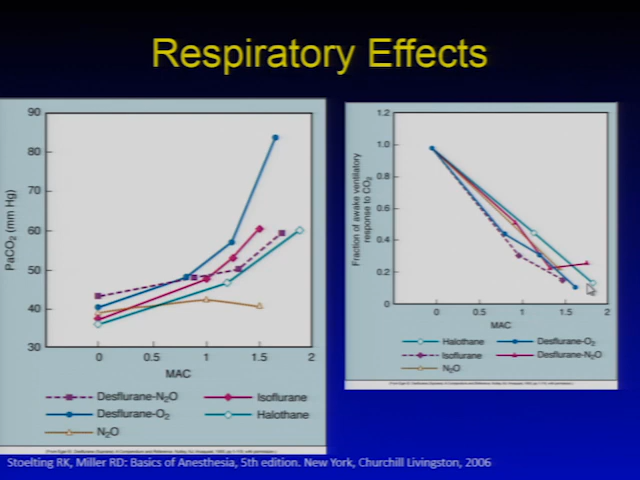 Respiratory Effects
90
80
70
60
50
40
30
PaCO2 (mm Hg)
0 0.5 1 1.5 2
MAC
Desflurane-N2O
Isoflurane
Desflurane-O2
Halothane
N2O
1.2
1.0
0.8
0.6
0.4
0.2
0
Fraction of awake ventilatory
response to CO2
0 0.5 1 1.5 2
MAC
Halothane
Desflurane-O2
Isoflurane
Desflurane-N2O
N2O
Stoelting RK, Miller RD: Basics of Anesthesia, 5th edition. New York, Churchill Livingston, 2006